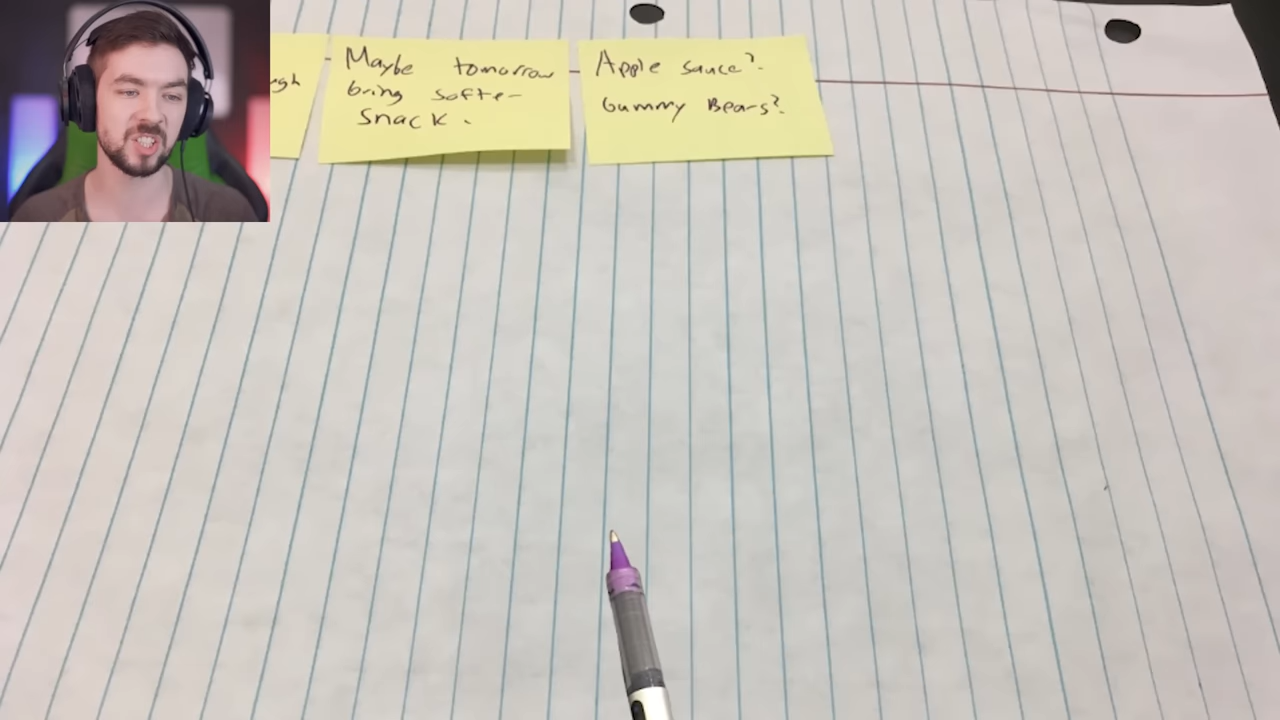 Maybe tomorrow
bring softer
snack.
Apple sauce?
Gummy Bears?